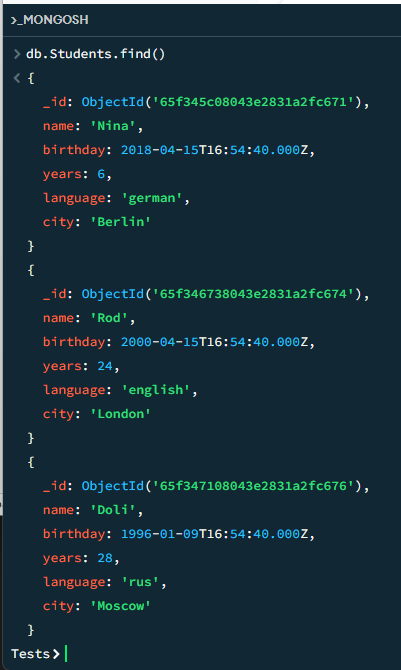 >_MONGOSH
> db.Students.find()
< {
_id: ObjectId('65f345c08043e2831a2fc671'),
name: 'Nina',
birthday: 2018-04-15T16:54:40.000Z,
years: 6,
language: 'german',
city: 'Berlin'
}
{
_id: ObjectId('65f346738043e2831a2fc674'),
name: 'Rod',
birthday: 2000-04-15T16:54:40.000Z,
years: 24,
language: 'english',
city: 'London'
}
{
_id: ObjectId('65f347108043e2831a2fc676'),
name: 'Doli',
birthday: 1996-01-09T16:54:40.000Z,
years: 28,
language: 'rus',
city: 'Moscow'
}
Tests>